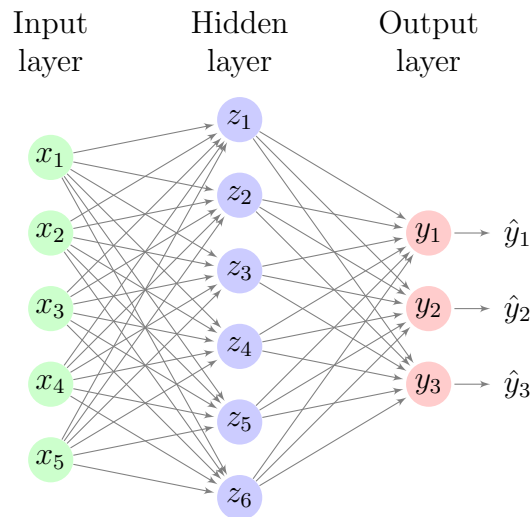 Input layer
Hidden layer
Output layer
x₁
x₂
x₃
x₄
x₅
z₁
z₂
z₃
z₄
z₅
z₆
y₁
y₂
y₃
ŷ₁
ŷ₂
ŷ₃